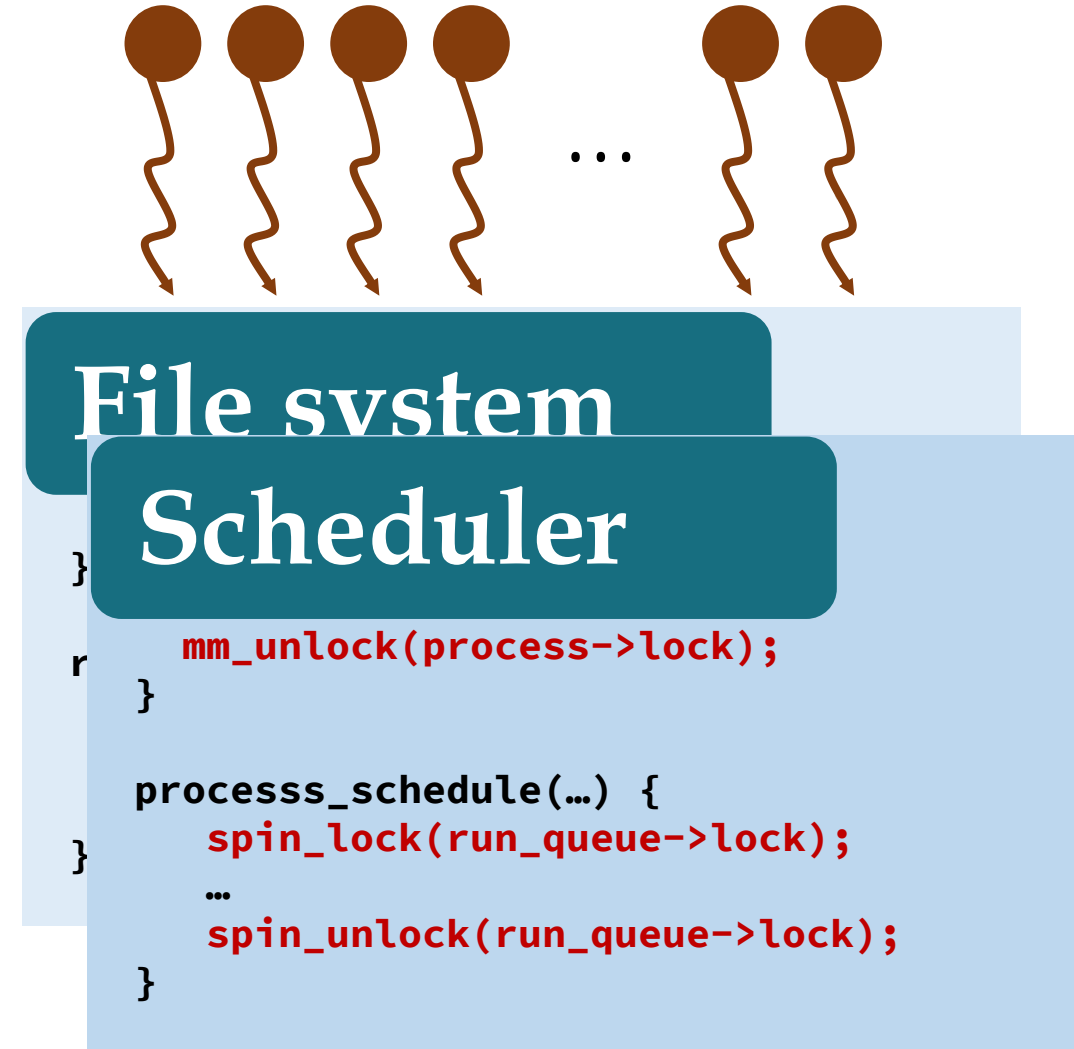 …
File system
Scheduler
}
mm_unlock(process->lock);
r
}
processs_schedule(…) {
spin_lock(run_queue->lock);
}
…
spin_unlock(run_queue->lock);
}